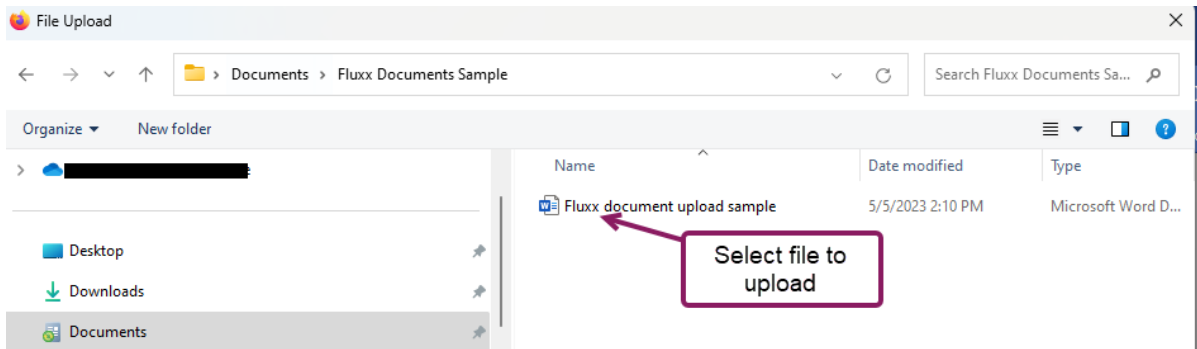 File Upload
Documents > Fluxx Documents Sample
Search Fluxx Documents Sa...
Organize
New folder
Name
Date modified
Type
Fluxx document upload sample
5/5/2023 2:10 PM
Microsoft Word D...
Select file to
upload
Desktop
Downloads
Documents